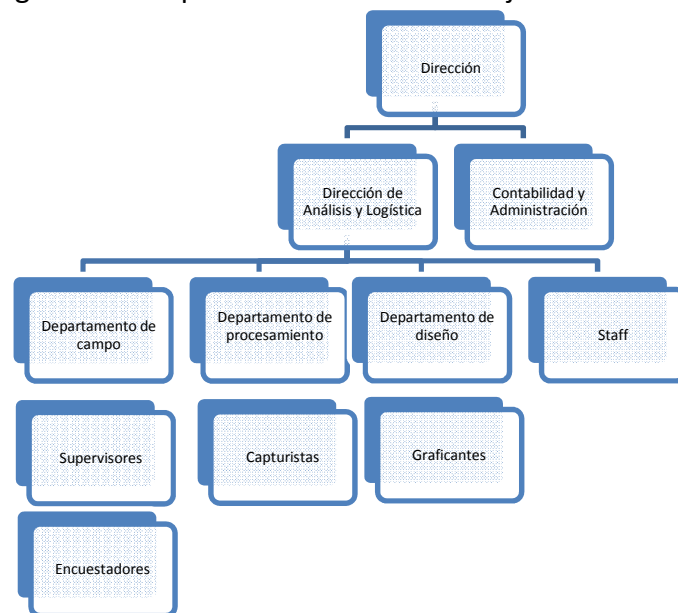 Dirección
Dirección de
Análisis y Logística
Contabilidad y
Administración
Departamento de
campo
Departamento de
procesamiento
Departamento de
diseño
Staff
Supervisores
Capturistas
Graficantes
Encuestadores